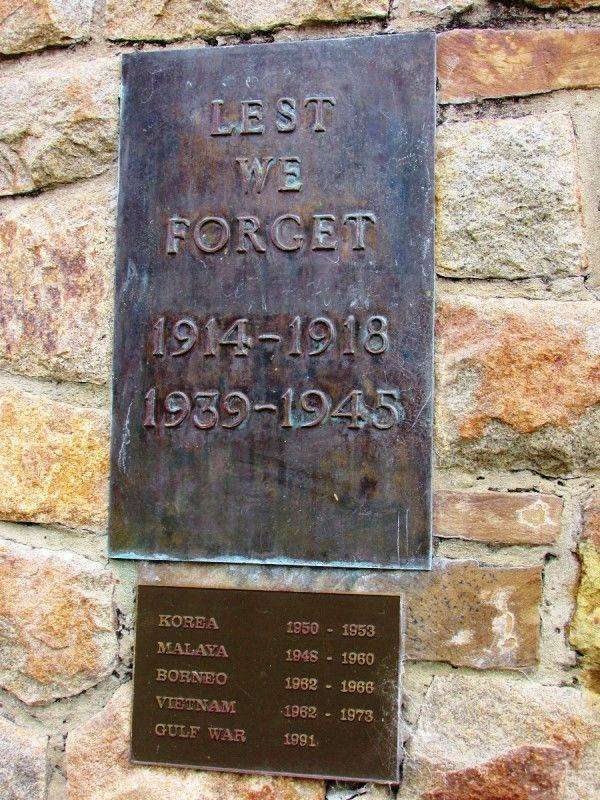 LEST
WE
FORGET
1914-1918
1939-1945
KOREA 1950 - 1953
MALAYA 1948 - 1960
BORNEO 1962 - 1966
VIETNAM 1962 - 1973
GULF WAR 1991